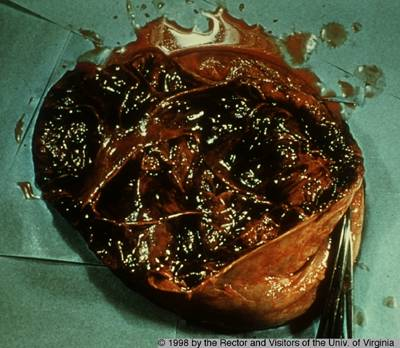 © 1998 by the Rector and Visitors of the Univ. of Virginia